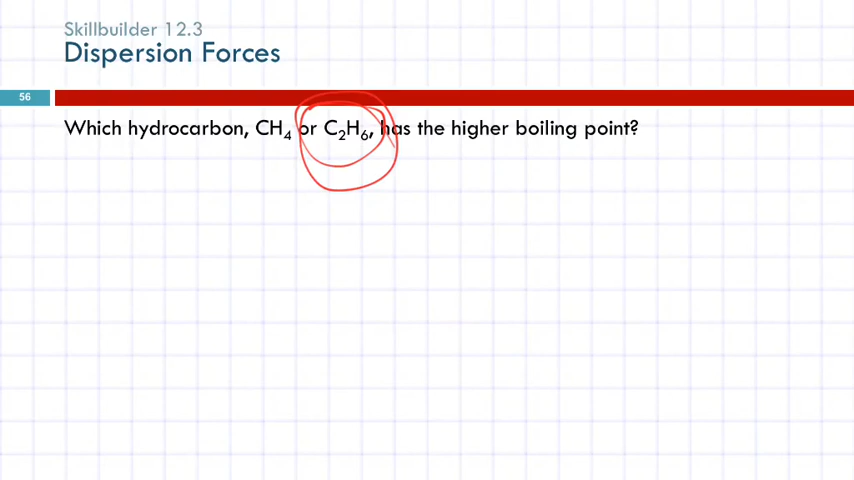 Skillbuilder 12.3
Dispersion Forces
56
Which hydrocarbon, CH₄ or C₂H₆, has the higher boiling point?